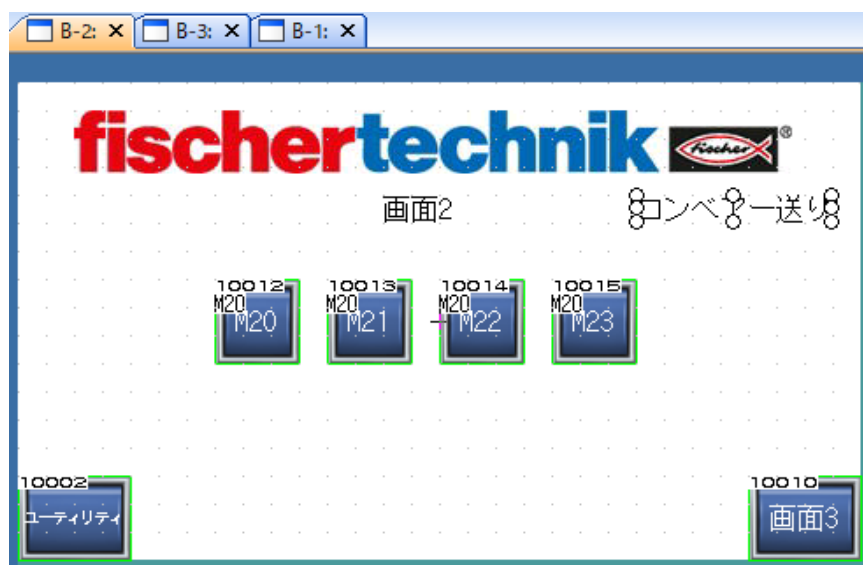 B-2: B-3: B-1:
fischertechnik fischer ®
画面2 コンベアー送り
10012 10013 10014 10015
M20 M20 M20 M20
M20 M21 M22 M23
10002 10010
ユーティリティ 画面3